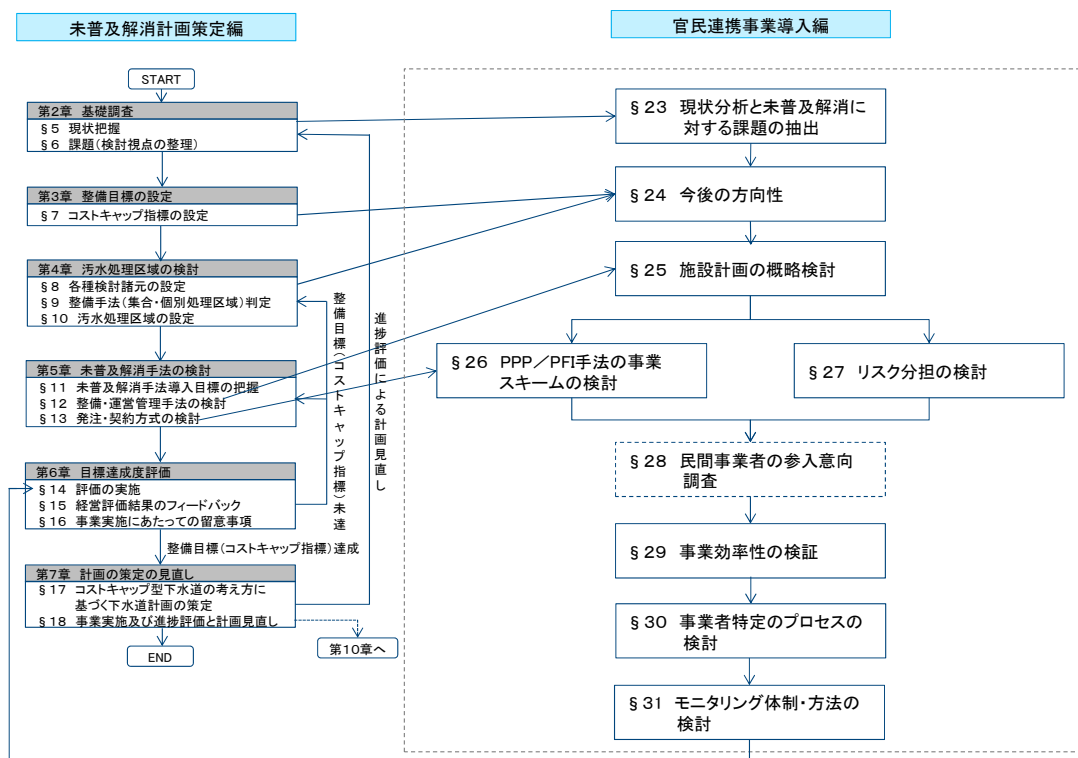 未普及解消計画策定編
START
第2章 基礎調査
§5 現状把握
§6 課題(検討視点の整理)
第3章 整備目標の設定
§7 コストキャップ指標の設定
第4章 汚水処理区域の検討
§8 各種検討諸元の設定
§9 整備手法(集合・個別処理区域)判定
§10 汚水処理区域の設定
第5章 未普及解消手法の検討
§11 未普及解消手法導入目標の把握
§12 整備・運営管理手法の検討
§13 発注・契約方式の検討
第6章 目標達成度評価
§14 評価の実施
§15 経営評価結果のフィードバック
§16 事業実施にあたっての留意事項
整備目標(コストキャップ指標)達成
第7章 計画の策定の見直し
§17 コストキャップ型下水道の考え方に
基づく下水道計画の策定
§18 事業実施及び進捗評価と計画見直し
END
第10章へ
整備目標(コストキャップ指標)未達
進捗評価による計画見直し
官民連携事業導入編
§23 現状分析と未普及解消に
対する課題の抽出
§24 今後の方向性
§25 施設計画の概略検討
§26 PPP/PFI手法の事業
スキームの検討
§27 リスク分担の検討
§28 民間事業者の参入意向
調査
§29 事業効率性の検証
§30 事業者特定のプロセスの
検討
§31 モニタリング体制・方法の
検討